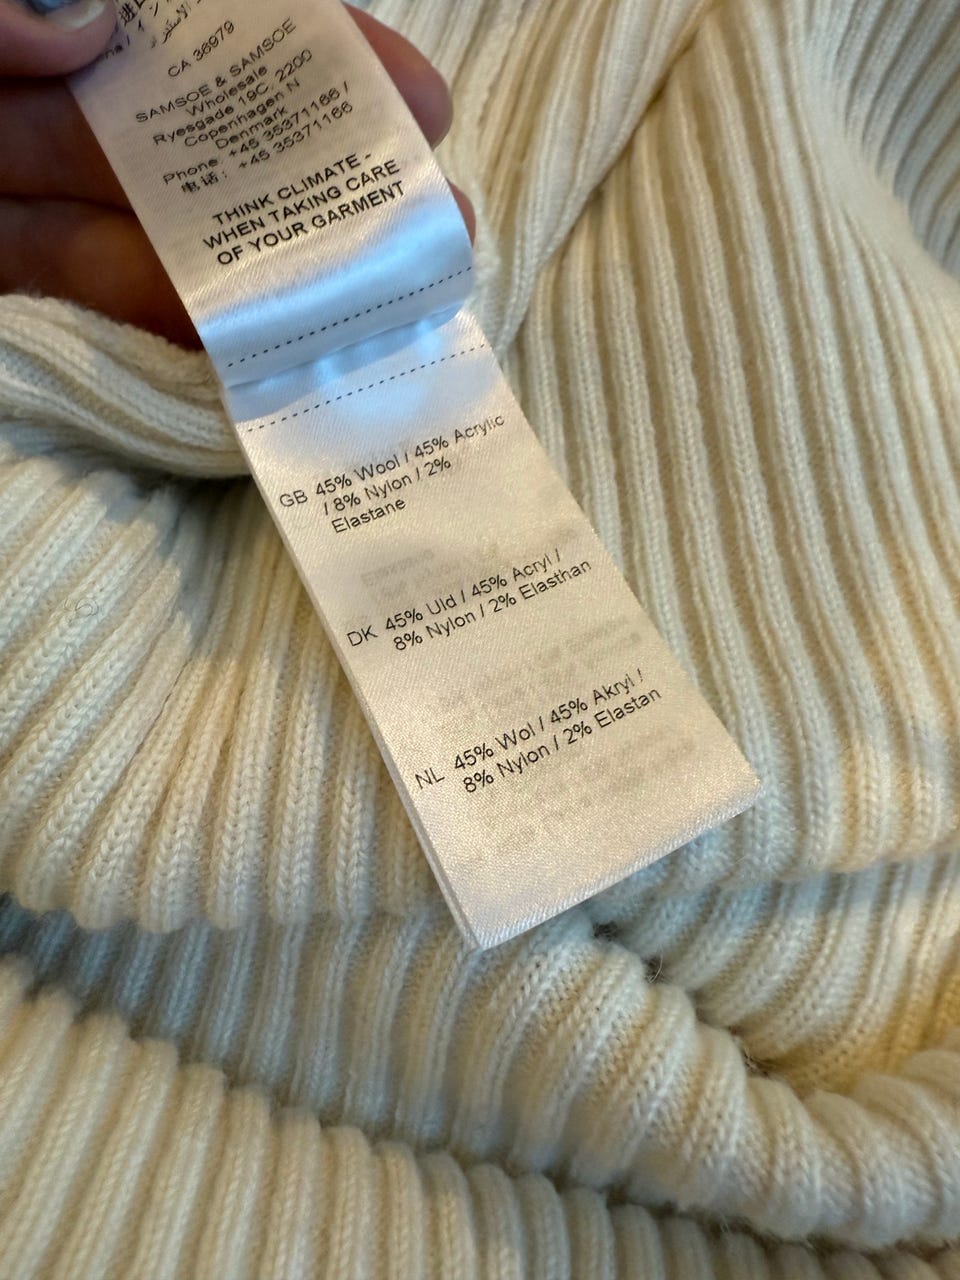 CA 36979
SAMSOE & SAMSOE
Wholesale
Ryesgade 19C, 2200
Copenhagen N
Denmark
Phone: +45 35371166 /
电话： +45 35371166
THINK CLIMATE -
WHEN TAKING CARE
OF YOUR GARMENT
GB 45% Wool / 45% Acrylic
/ 8% Nylon / 2%
Elastane
DK 45% Uld / 45% Acryl /
8% Nylon / 2% Elasthan
NL 45% Wol / 45% Akryl /
8% Nylon / 2% Elastan